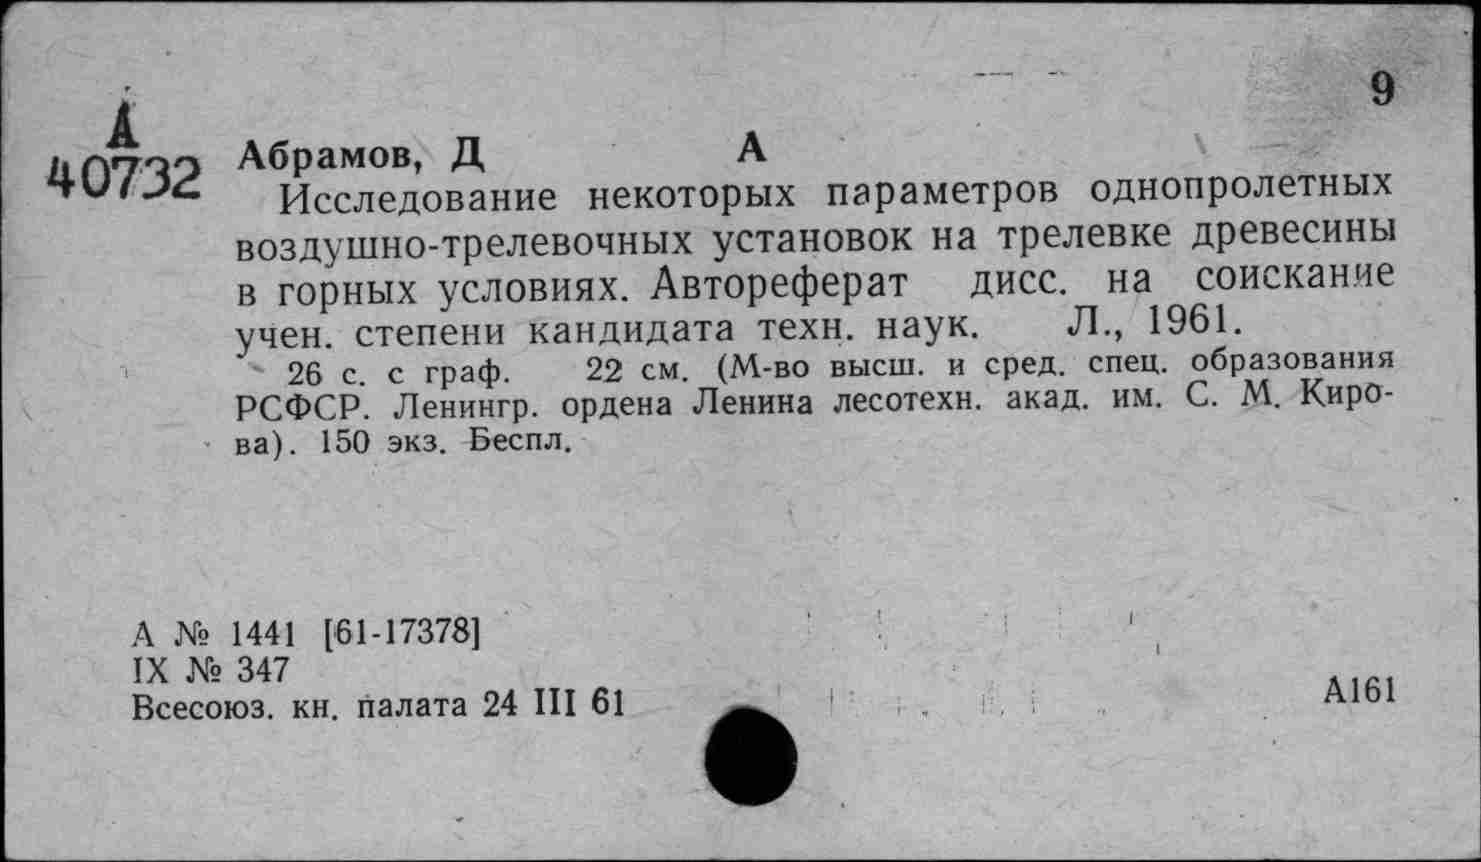 9
А
40732
Абрамов, Д А
Исследование некоторых параметров однопролетных
воздушно-трелевочных установок на трелевке древесины
в горных условиях. Автореферат дисс. на соискание
учен. степени кандидата техн. наук. Л., 1961.
26 с. с граф. 22 см. (М-во высш. и сред. спец. образования
РСФСР. Ленингр. ордена Ленина лесотехн. акад. им. С. М. Киро-
ва). 150 экз. Беспл.
А № 1441 [61-17378]
IX № 347
Всесоюз. кн. палата 24 III 61
А161